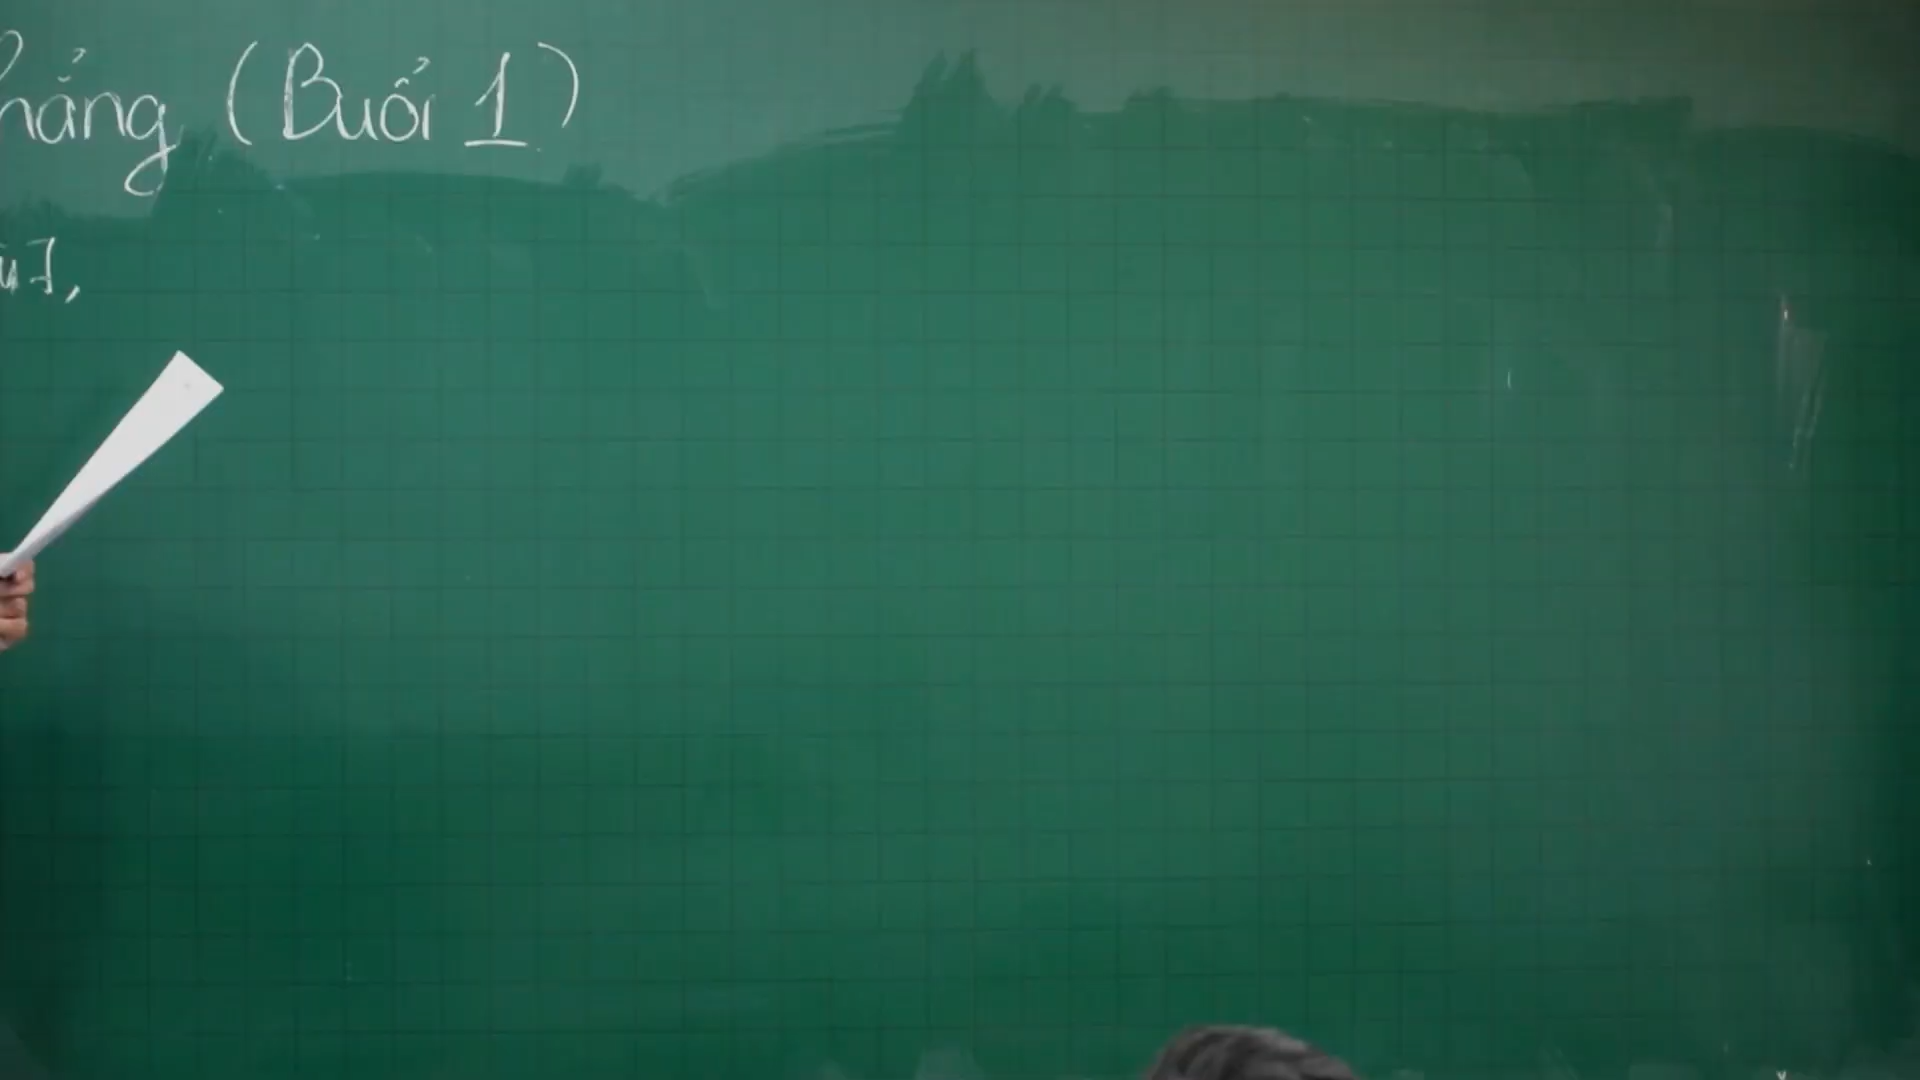 hẳng (Buổi 1)